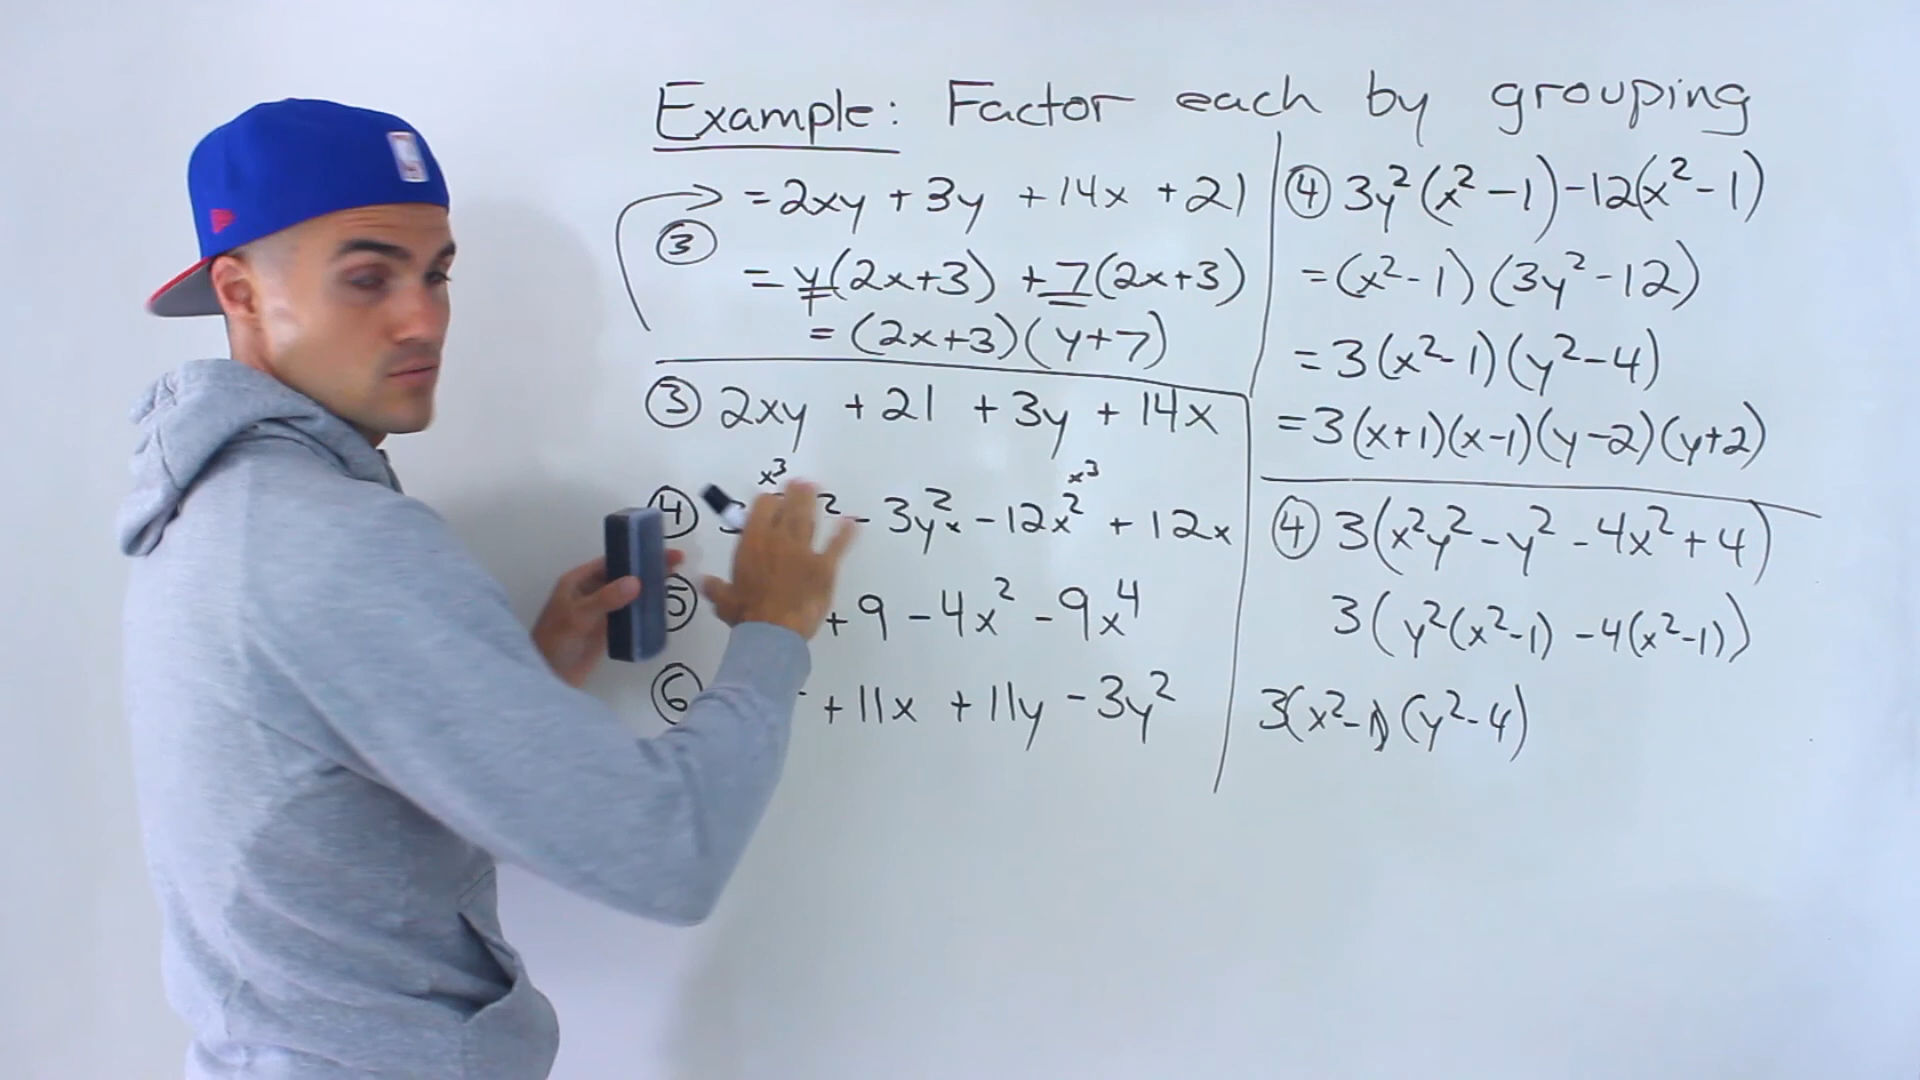 Example: Factor each by grouping
= 2xy + 3y + 14x + 21
③
= y(2x+3) + 7(2x+3)
= (2x+3)(y+7)
③ 2xy + 21 + 3y + 14x
x³ x³
④ 3 ² - 3y²x - 12x² + 12x
⑤ + 9 - 4x² - 9x⁴
⑥ + 11x + 11y - 3y²
④ 3y²(x² - 1) - 12(x² - 1)
= (x² - 1)(3y² - 12)
= 3(x² - 1)(y² - 4)
= 3(x+1)(x-1)(y-2)(y+2)
④ 3(x²y² - y² - 4x² + 4)
3(y²(x²-1) - 4(x²-1))
3(x²-1)(y²-4)